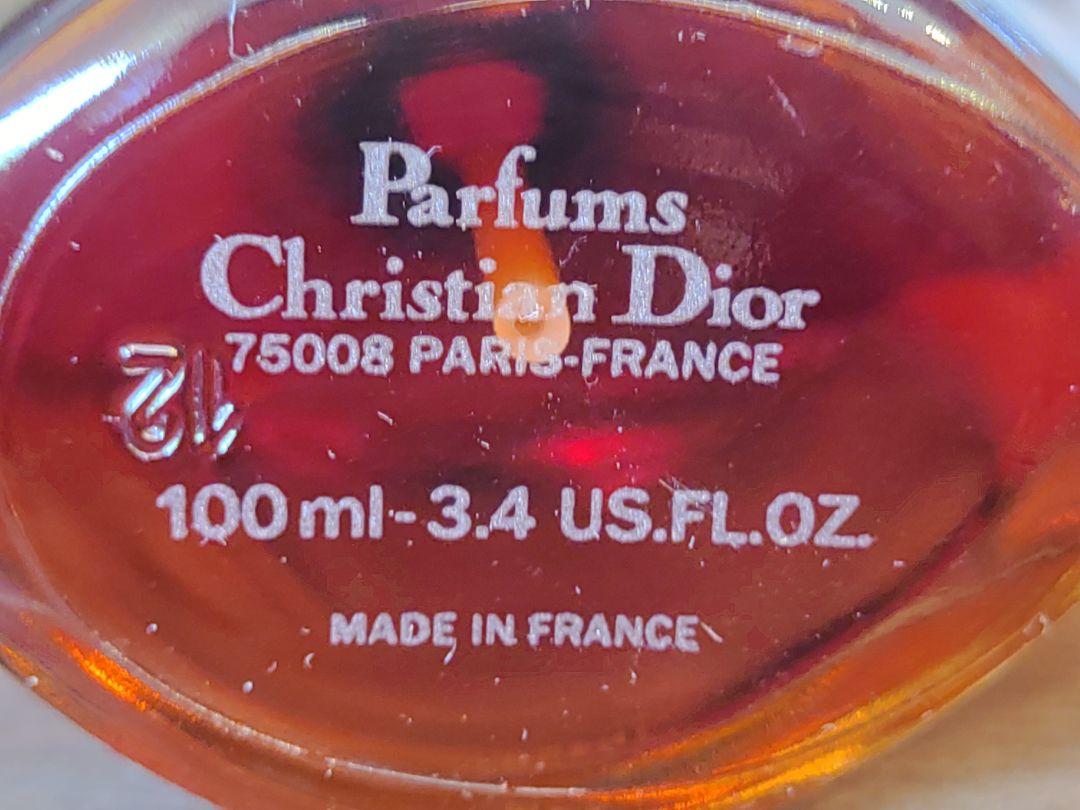 Parfums
Christian Dior
75008 PARIS-FRANCE
100 ml - 3.4 US.FL.OZ.
MADE IN FRANCE